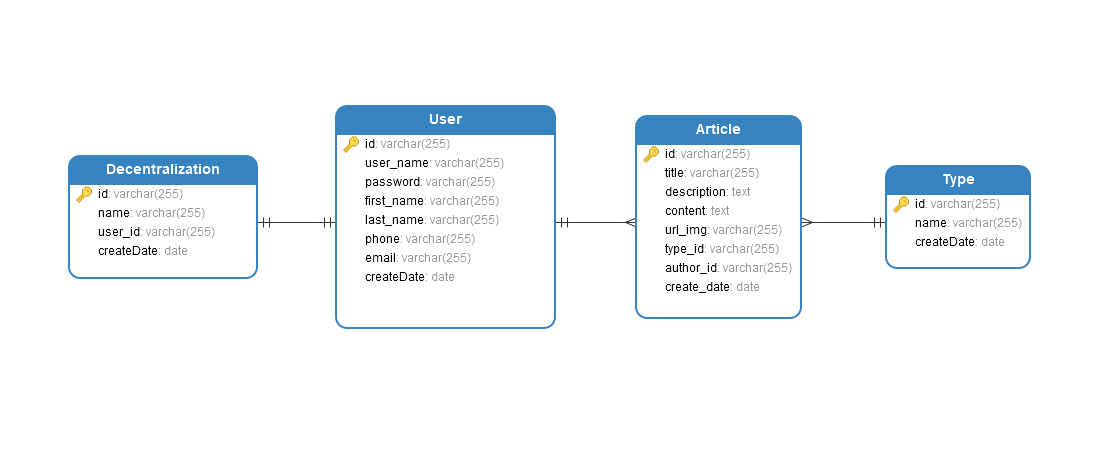 Decentralization
id: varchar(255)
name: varchar(255)
user_id: varchar(255)
createDate: date
User
id: varchar(255)
user_name: varchar(255)
password: varchar(255)
first_name: varchar(255)
last_name: varchar(255)
phone: varchar(255)
email: varchar(255)
createDate: date
Article
id: varchar(255)
title: varchar(255)
description: text
content: text
url_img: varchar(255)
type_id: varchar(255)
author_id: varchar(255)
create_date: date
Type
id: varchar(255)
name: varchar(255)
createDate: date